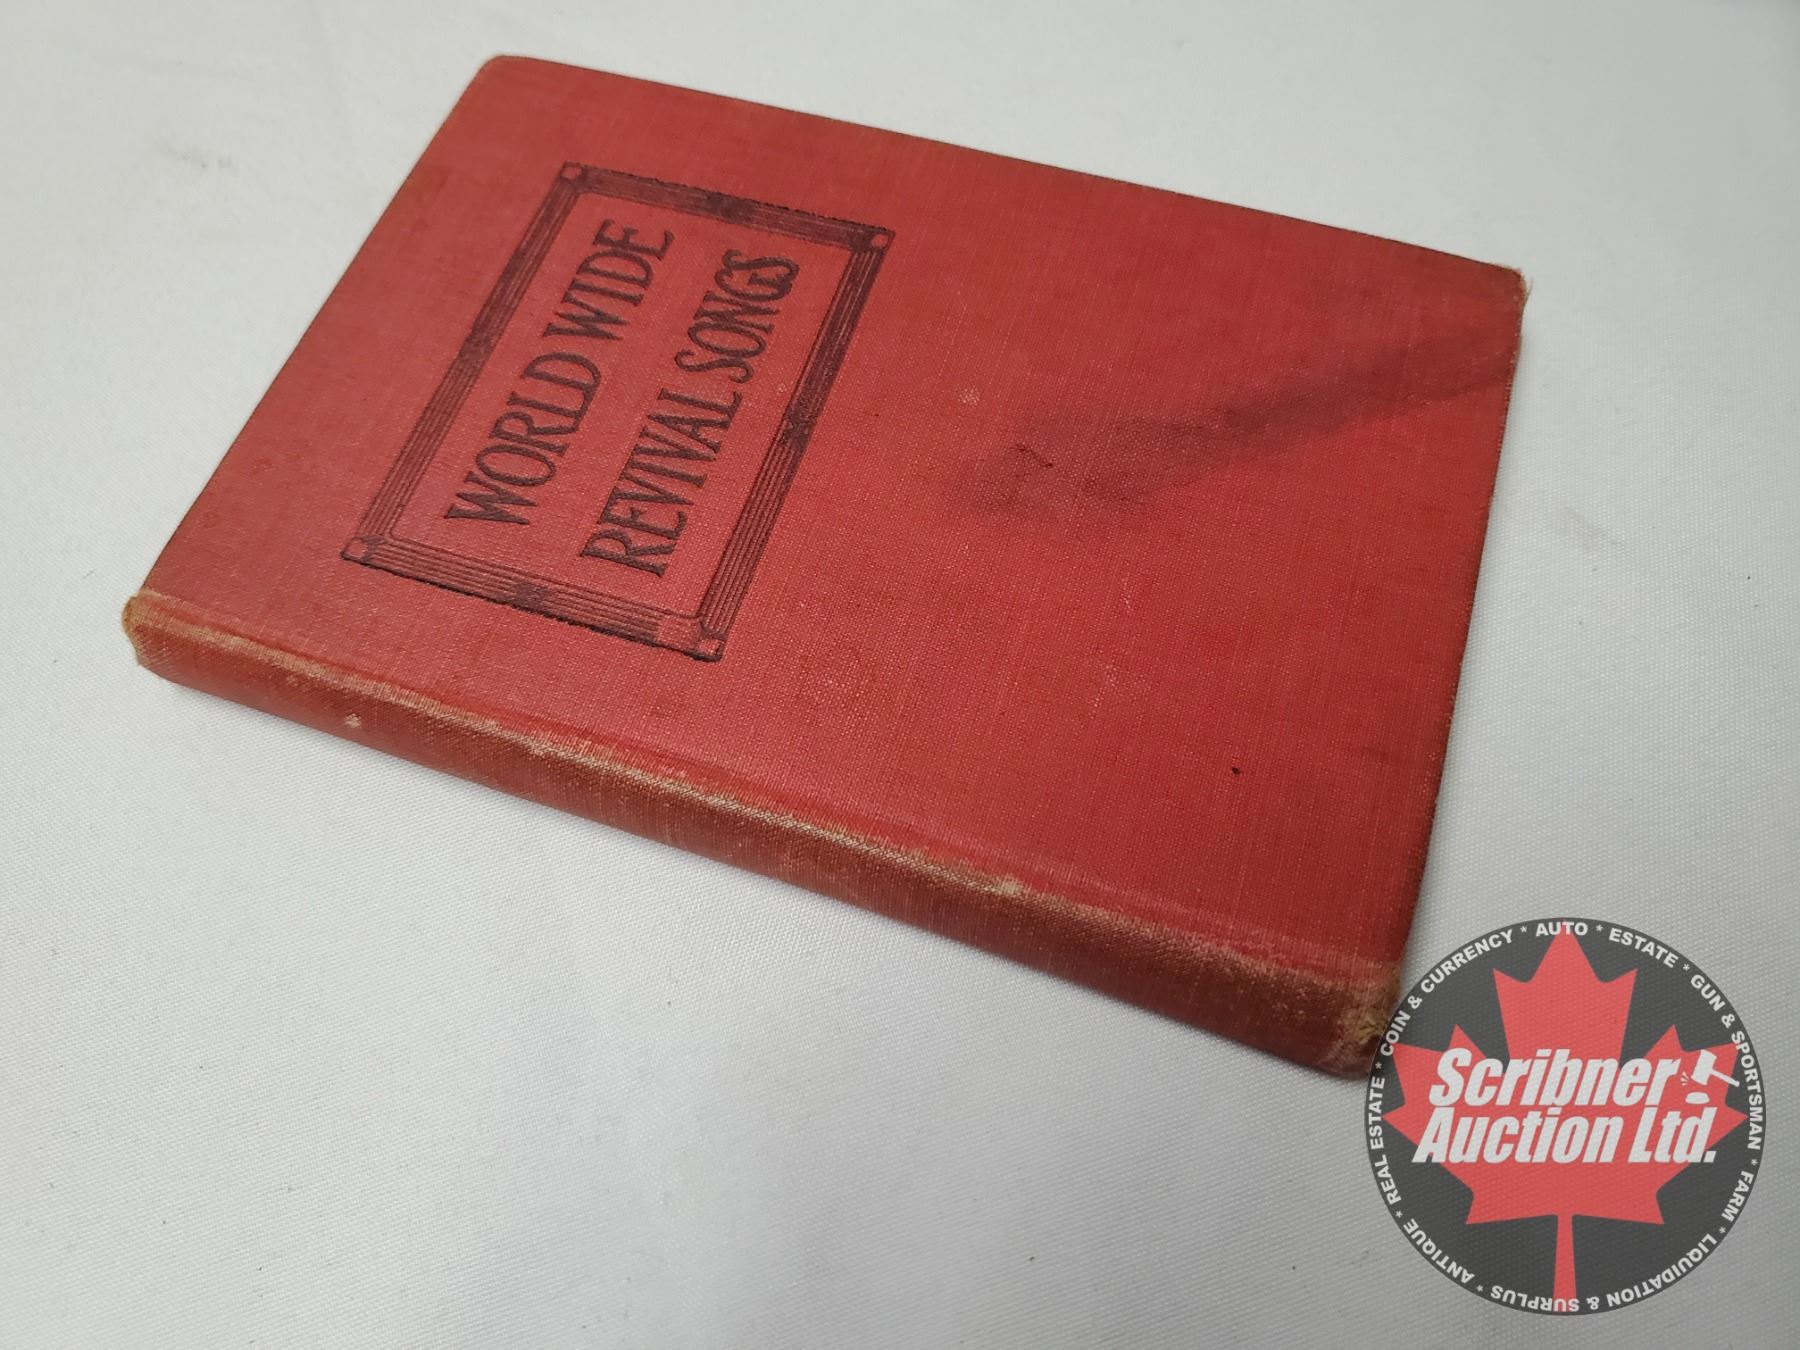 WORLD WIDE
REVIVAL SONGS
Scribner
Auction Ltd.
REAL ESTATE * COIN & CURRENCY * AUTO * ESTATE * GUN & SPORTSMAN * FARM * LIQUIDATION & SURPLUS * ANTIQUE *